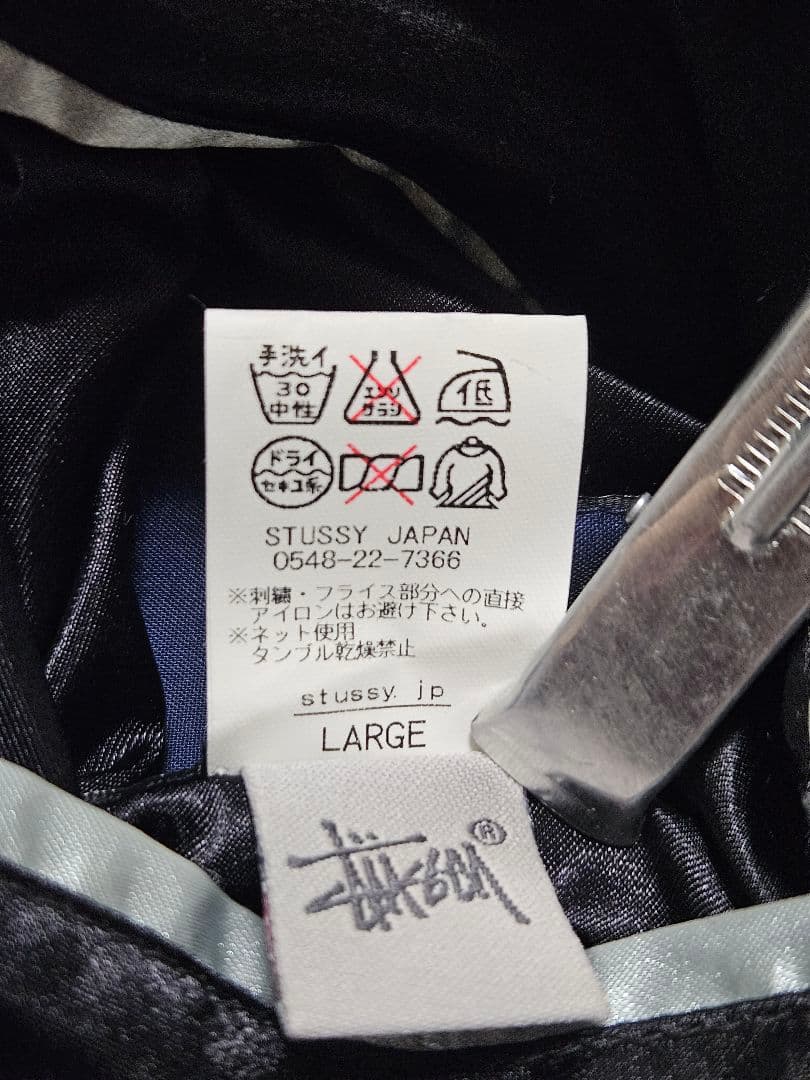 手洗イ
30
中性
エンソ
サラシ
低
ドライ
セキユ系
STUSSY JAPAN
0548-22-7366
※刺繍・フライス部分への直接
アイロンはお避け下さい。
※ネット使用
タンブル乾燥禁止
stussy. jp
LARGE
Stüssy ®